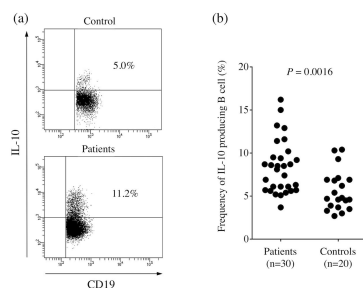 (a)
Control
5.0%
Patients
11.2%
IL-10
CD19
(b)
P = 0.0016
Frequency of IL-10 producing B cell (%)
20
15
10
5
0
Patients
(n=30)
Controls
(n=20)